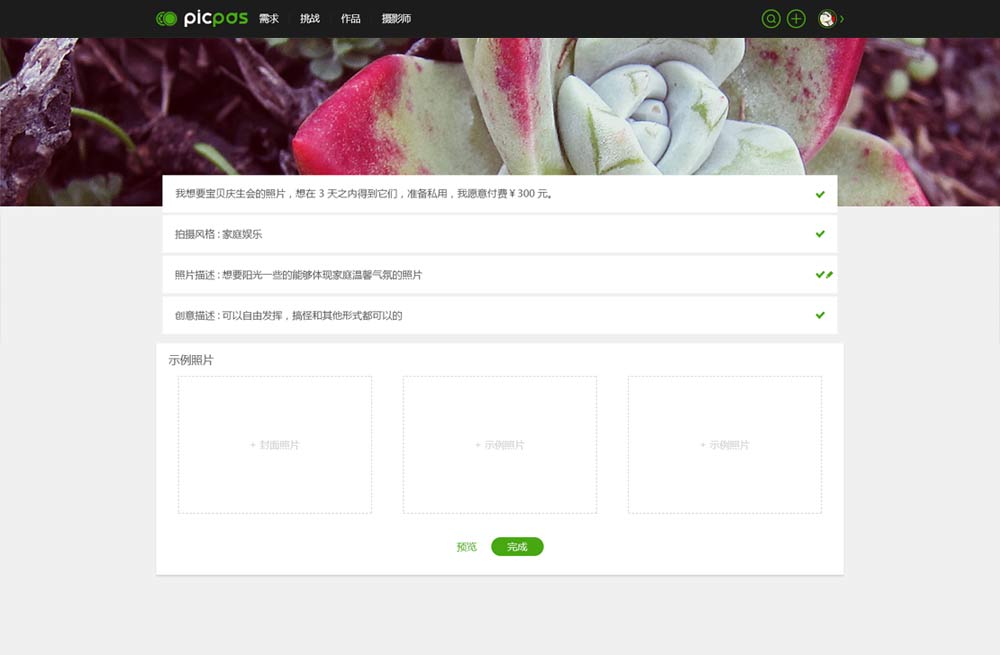 picpas 需求 挑战 作品 摄影师
我想要宝贝庆生会的照片，想在 3 天之内得到它们，准备私用，我愿意付费 ¥ 300 元。
拍摄风格 : 家庭娱乐
照片描述 : 想要阳光一些的能够体现家庭温馨气氛的照片
创意描述 : 可以自由发挥，搞怪和其他形式都可以的
示例照片
+ 封面照片 + 示例照片 + 示例照片
预览 完成